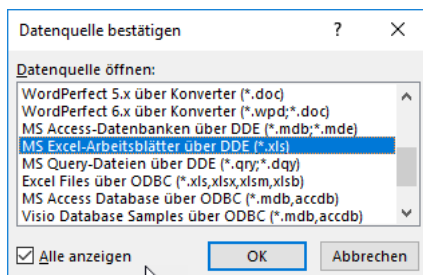 Datenquelle bestätigen ?
Datenquelle öffnen:
WordPerfect 5.x über Konverter (*.doc)
WordPerfect 6.x über Konverter (*.wpd;*.doc)
MS Access-Datenbanken über DDE (*.mdb;*.mde)
MS Excel-Arbeitsblätter über DDE (*.xls)
MS Query-Dateien über DDE (*.qry;*.dqy)
Excel Files über ODBC (*.xls,xlsx,xlsm,xlsb)
MS Access Database über ODBC (*.mdb,accdb)
Visio Database Samples über ODBC (*.mdb,accdb)
Alle anzeigen OK Abbrechen